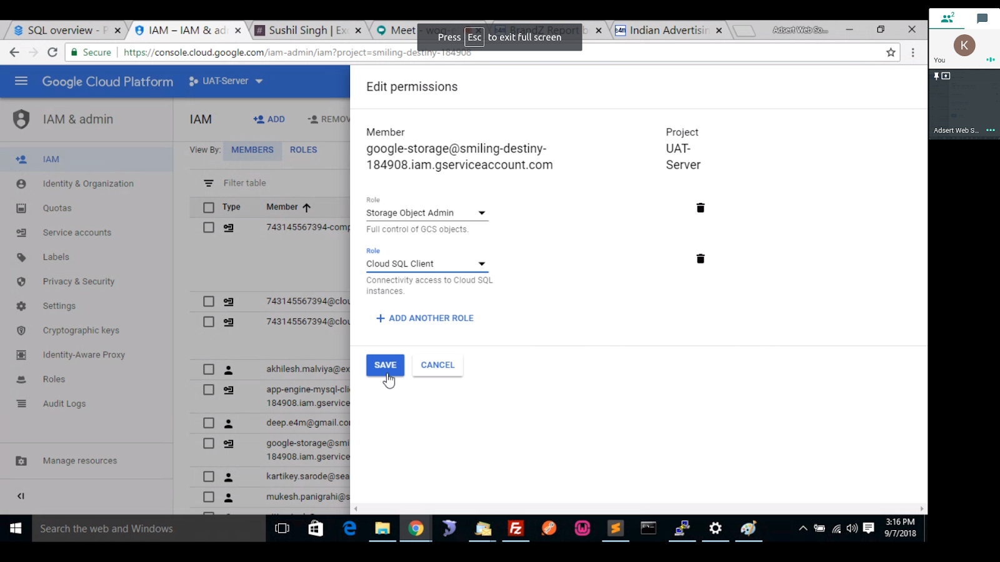 SQL overview - P
IAM – IAM & ad
Sushil Singh | Exc
Meet -
BrandZ Report b
Indian Advertisin
Adsert Web So...
Press Esc to exit full screen
Secure
https://console.cloud.google.com/iam-admin/iam?project=smiling-destiny-184908
Google Cloud Platform
UAT-Server
IAM & admin
IAM
Identity & Organization
Quotas
Service accounts
Labels
Privacy & Security
Settings
Cryptographic keys
Identity-Aware Proxy
Roles
Audit Logs
Manage resources
IAM
ADD
REMOV
View By:
MEMBERS
ROLES
Filter table
Type
Member
743145567394-comp
743145567394@clou
743145567394@clou
akhilesh.malviya@ex
app-engine-mysql-clie
184908.iam.gservice
deep.e4m@gmail.co
google-storage@smi
184908.iam.gservice
kartikey.sarode@sea
mukesh.panigrahi@s
Edit permissions
Member
google-storage@smiling-destiny-
184908.iam.gserviceaccount.com
Project
UAT-
Server
Role
Storage Object Admin
Full control of GCS objects.
Role
Cloud SQL Client
Connectivity access to Cloud SQL
instances.
ADD ANOTHER ROLE
SAVE
CANCEL
2
K
You
Adsert Web S...
Search the web and Windows
3:16 PM
9/7/2018